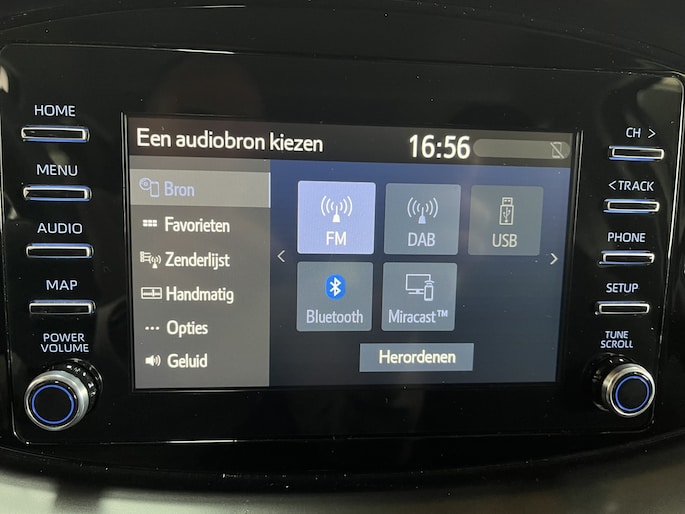 HOME
MENU
AUDIO
MAP
POWER
VOLUME
Een audiobron kiezen
16:56
Bron
Favorieten
Zenderlijst
Handmatig
Opties
Geluid
FM
DAB
USB
Bluetooth
Miracast™
Herordenen
CH >
< TRACK
PHONE
SETUP
TUNE
SCROLL